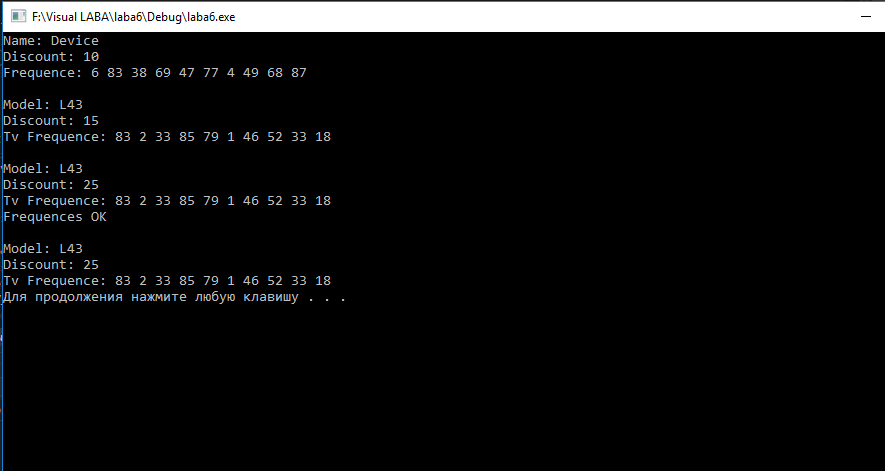 F:\Visual LABA\laba6\Debug\laba6.exe
Name: Device
Discount: 10
Frequence: 6 83 38 69 47 77 4 49 68 87
Model: L43
Discount: 15
Tv Frequence: 83 2 33 85 79 1 46 52 33 18
Model: L43
Discount: 25
Tv Frequence: 83 2 33 85 79 1 46 52 33 18
Frequences OK
Model: L43
Discount: 25
Tv Frequence: 83 2 33 85 79 1 46 52 33 18
Для продолжения нажмите любую клавишу . . .